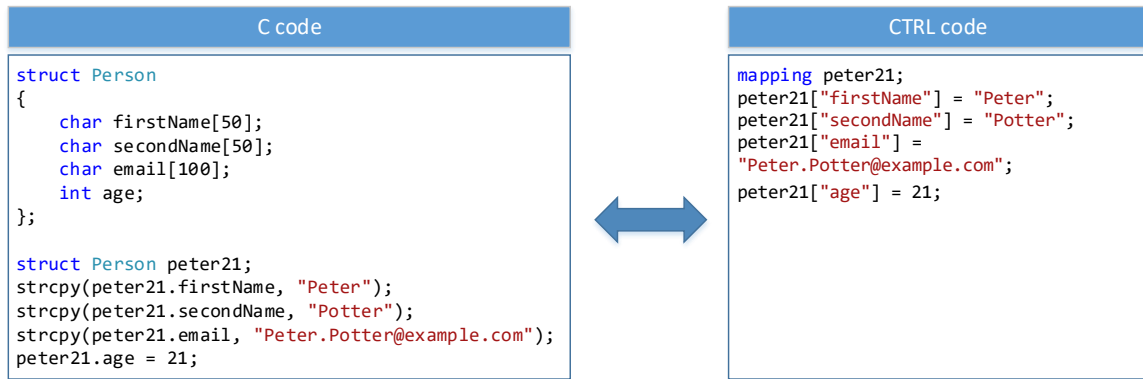 C code
struct Person
{
    char firstName[50];
    char secondName[50];
    char email[100];
    int age;
};

struct Person peter21;
strcpy(peter21.firstName, "Peter");
strcpy(peter21.secondName, "Potter");
strcpy(peter21.email, "Peter.Potter@example.com");
peter21.age = 21;
CTRL code
mapping peter21;
peter21["firstName"] = "Peter";
peter21["secondName"] = "Potter";
peter21["email"] =
"Peter.Potter@example.com";
peter21["age"] = 21;